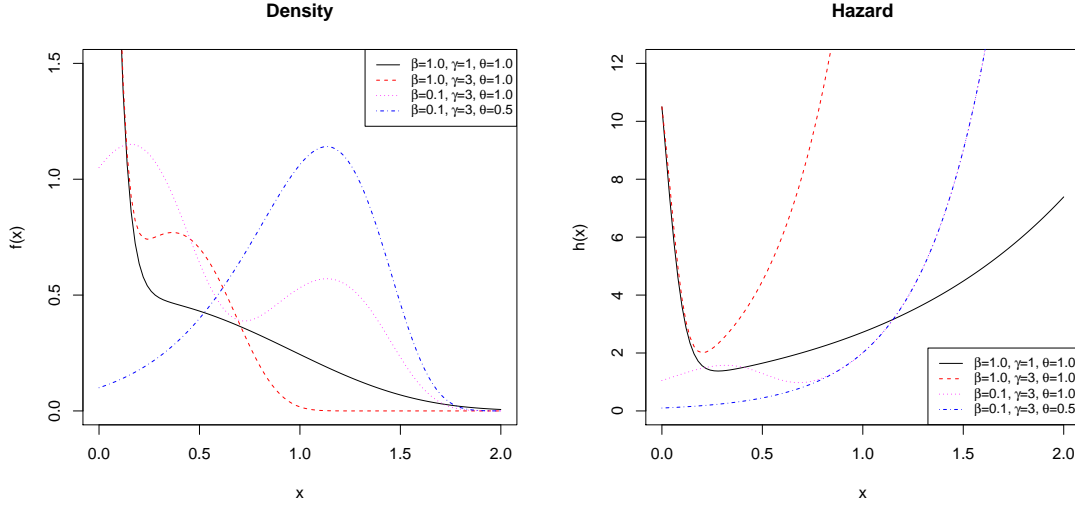 Density
f(x)
1.5
1.0
0.5
0.0
β=1.0, γ=1, θ=1.0
β=1.0, γ=3, θ=1.0
β=0.1, γ=3, θ=1.0
β=0.1, γ=3, θ=0.5
0.0 0.5 1.0 1.5 2.0
x
Hazard
h(x)
12
10
8
6
4
2
0
β=1.0, γ=1, θ=1.0
β=1.0, γ=3, θ=1.0
β=0.1, γ=3, θ=1.0
β=0.1, γ=3, θ=0.5
0.0 0.5 1.0 1.5 2.0
x